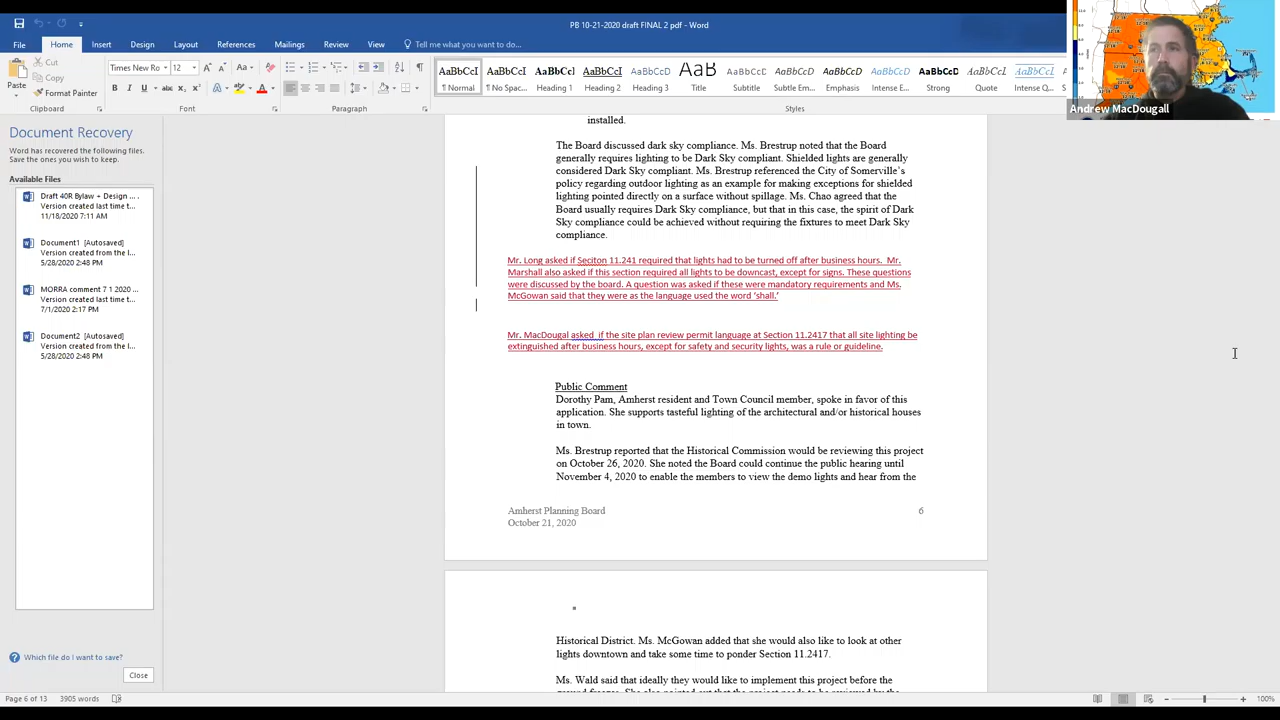 PB 10-21-2020 draft FINAL 2 pdf - Word
File Home Insert Design Layout References Mailings Review View Tell me what you want to do...
Cut
Copy
Format Painter
Paste
Times New Ro 12
AaBbCcI AaBbCcI AaBbCcI AaBbCcI AaBbCcD AaB AaBbCcD AaBbCcDi AaBbCcDi AaBbCcDi AaBbCcD AaBbCcDi AaBbCcDi
¶ Normal ¶ No Spac... Heading 1 Heading 2 Heading 3 Title Subtitle Subtle Em... Emphasis Intense E... Strong Quote Intense Q...
Clipboard Font Paragraph Styles
Andrew MacDougall
Document Recovery
Word has recovered the following files.
Save the ones you wish to keep.
Available Files
Draft 40R Bylaw + Design ...
Version created last time t...
11/18/2020 7:11 AM
Document1 [Autosaved]
Version created from the l...
5/28/2020 2:48 PM
MORRA comment 7 1 2020 ...
Version created last time t...
7/1/2020 2:17 PM
Document2 [Autosaved]
Version created from the l...
5/28/2020 2:48 PM
Which file do I want to save?
Close
installed.
The Board discussed dark sky compliance. Ms. Brestrup noted that the Board
generally requires lighting to be Dark Sky compliant. Shielded lights are generally
considered Dark Sky compliant. Ms. Brestrup referenced the City of Somerville's
policy regarding outdoor lighting as an example for making exceptions for shielded
lighting pointed directly on a surface without spillage. Ms. Chao agreed that the
Board usually requires Dark Sky compliance, but that in this case, the spirit of Dark
Sky compliance could be achieved without requiring the fixtures to meet Dark Sky
compliance.
Mr. Long asked if Seciton 11.241 required that lights had to be turned off after business hours. Mr.
Marshall also asked if this section required all lights to be downcast, except for signs. These questions
were discussed by the board. A question was asked if these were mandatory requirements and Ms.
McGowan said that they were as the language used the word 'shall.'
Mr. MacDougal asked if the site plan review permit language at Section 11.2417 that all site lighting be
extinguished after business hours, except for safety and security lights, was a rule or guideline.
Public Comment
Dorothy Pam, Amherst resident and Town Council member, spoke in favor of this
application. She supports tasteful lighting of the architectural and/or historical houses
in town.
Ms. Brestrup reported that the Historical Commission would be reviewing this project
on October 26, 2020. She noted the Board could continue the public hearing until
November 4, 2020 to enable the members to view the demo lights and hear from the
Amherst Planning Board 6
October 21, 2020
Historical District. Ms. McGowan added that she would also like to look at other
lights downtown and take some time to ponder Section 11.2417.
Ms. Wald said that ideally they would like to implement this project before the
Page 6 of 13 3905 words
100%